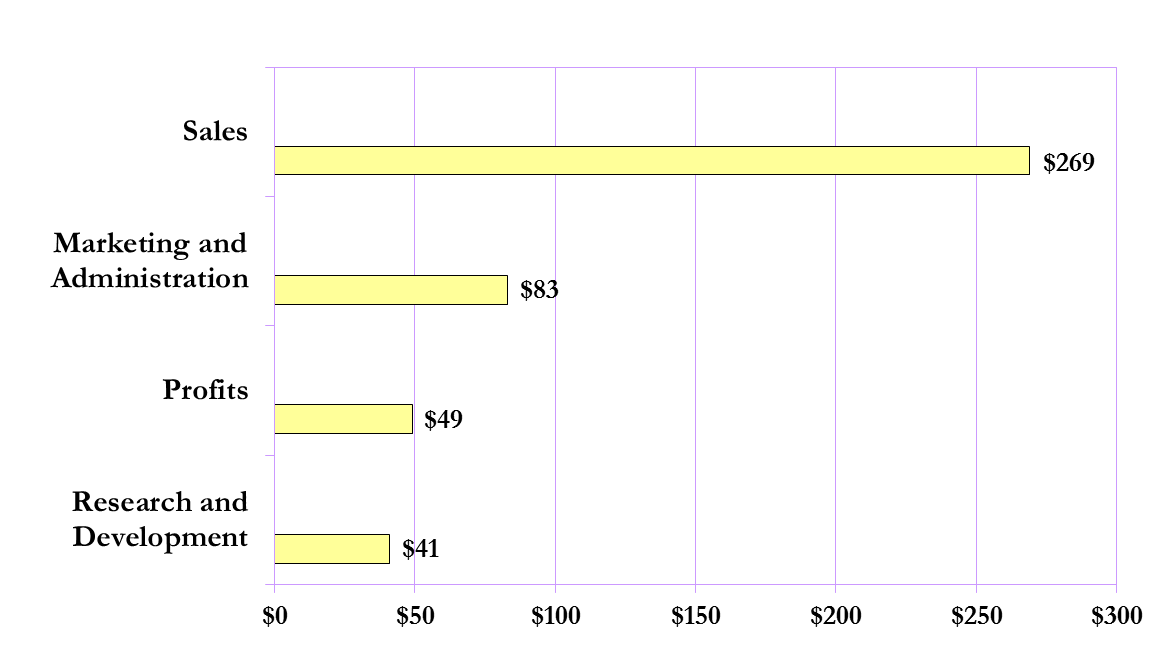 Sales
$269
Marketing and
Administration
$83
Profits
$49
Research and
Development
$41
$0 $50 $100 $150 $200 $250 $300